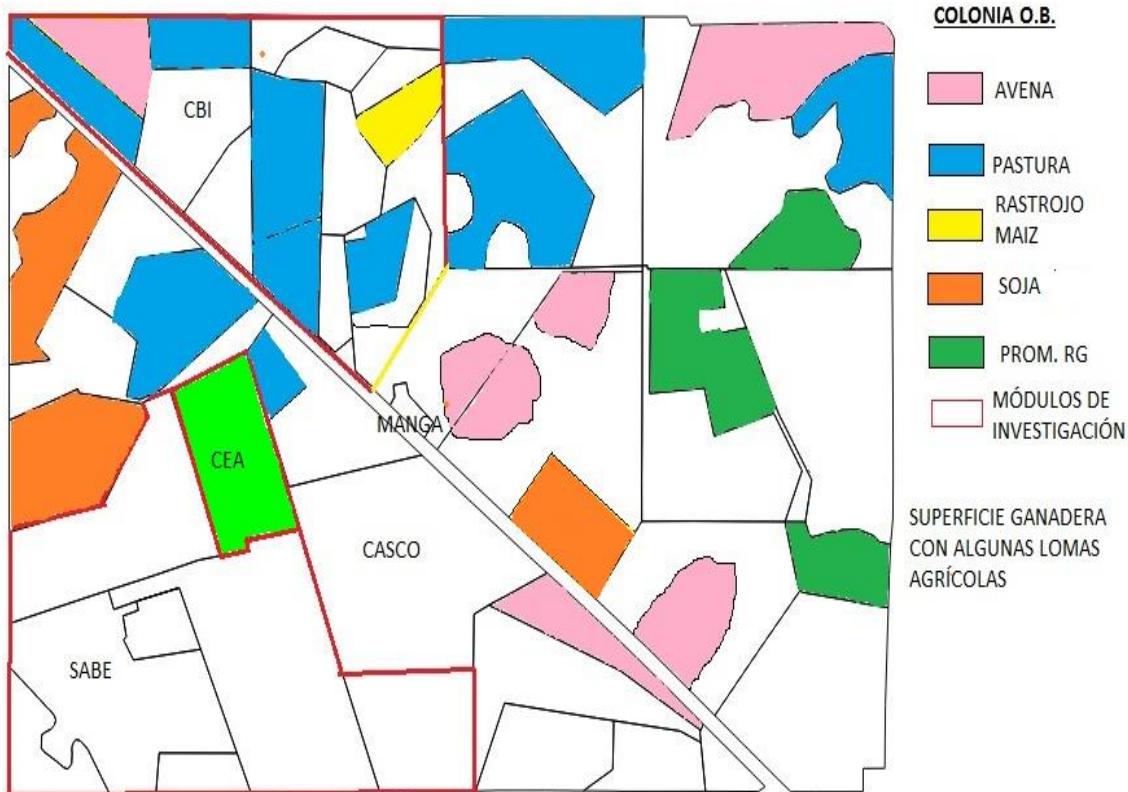 COLONIA O.B.
AVENA
PASTURA
RASTROJO
MAIZ
SOJA
PROM. RG
MÓDULOS DE
INVESTIGACIÓN
SUPERFICIE GANADERA
CON ALGUNAS LOMAS
AGRÍCOLAS
CBI
MANGA
CEA
CASCO
SABE